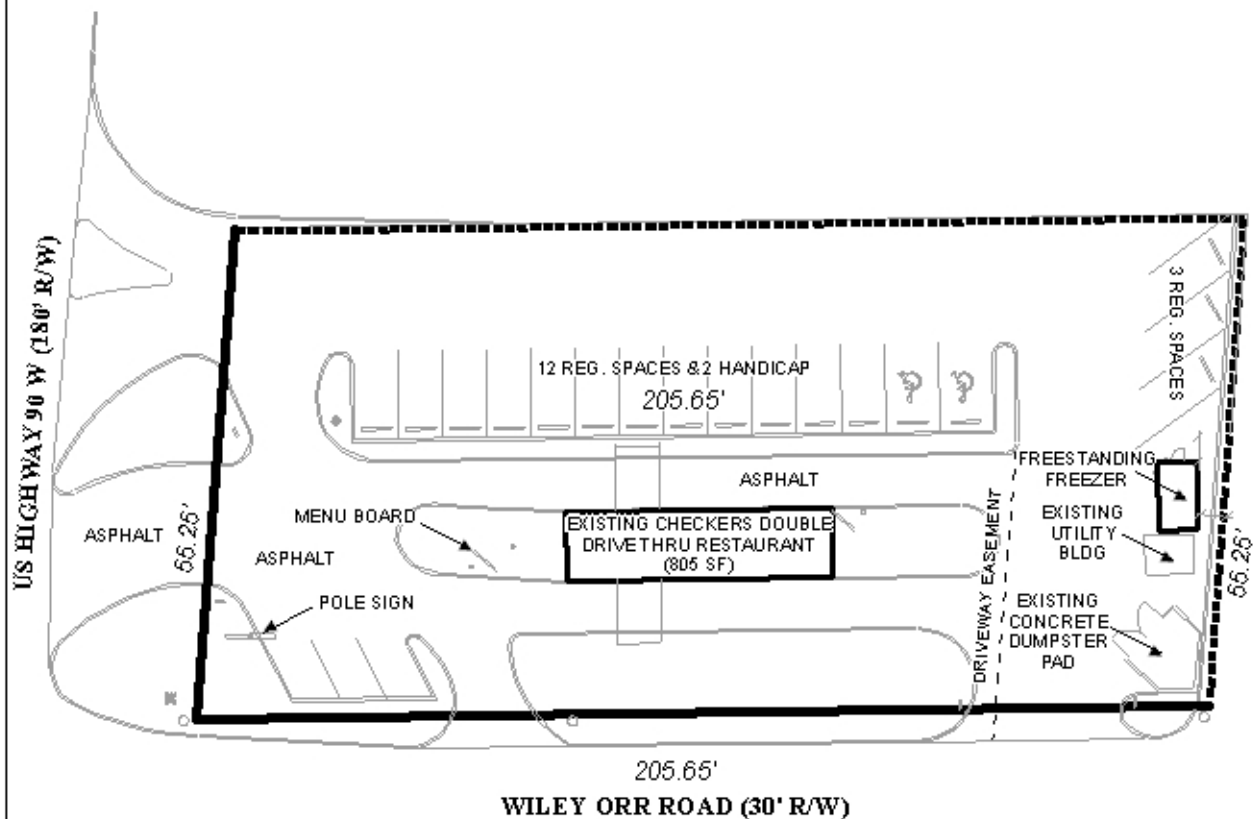 US HIGHWAY 90 W (180' R/W)
3 REG. SPACES
12 REG. SPACES & 2 HANDICAP
205.65'
FREESTANDING
FREEZER
ASPHALT
MENU BOARD
EXISTING CHECKERS DOUBLE
DRIVETHRU RESTAURANT
(805 SF)
EXISTING
UTILITY
BLDG
ASPHALT
55.25'
ASPHALT
POLE SIGN
DRIVEWAY EASEMENT
EXISTING
CONCRETE
DUMPSTER
PAD
55.25'
205.65'
WILEY ORR ROAD (30' R/W)